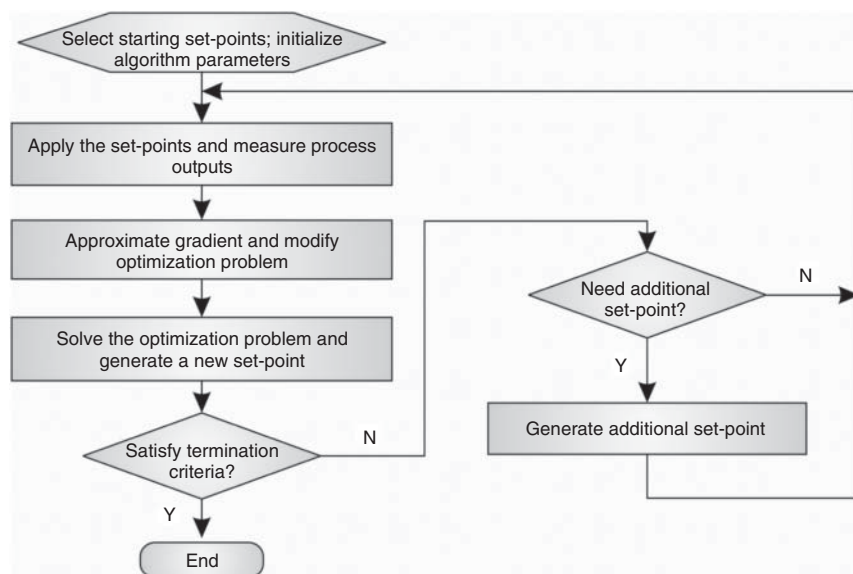 Select starting set-points; initialize
algorithm parameters
Apply the set-points and measure process
outputs
Approximate gradient and modify
optimization problem
Solve the optimization problem and
generate a new set-point
Satisfy termination
criteria?
N
Y
End
Need additional
set-point?
N
Y
Generate additional set-point